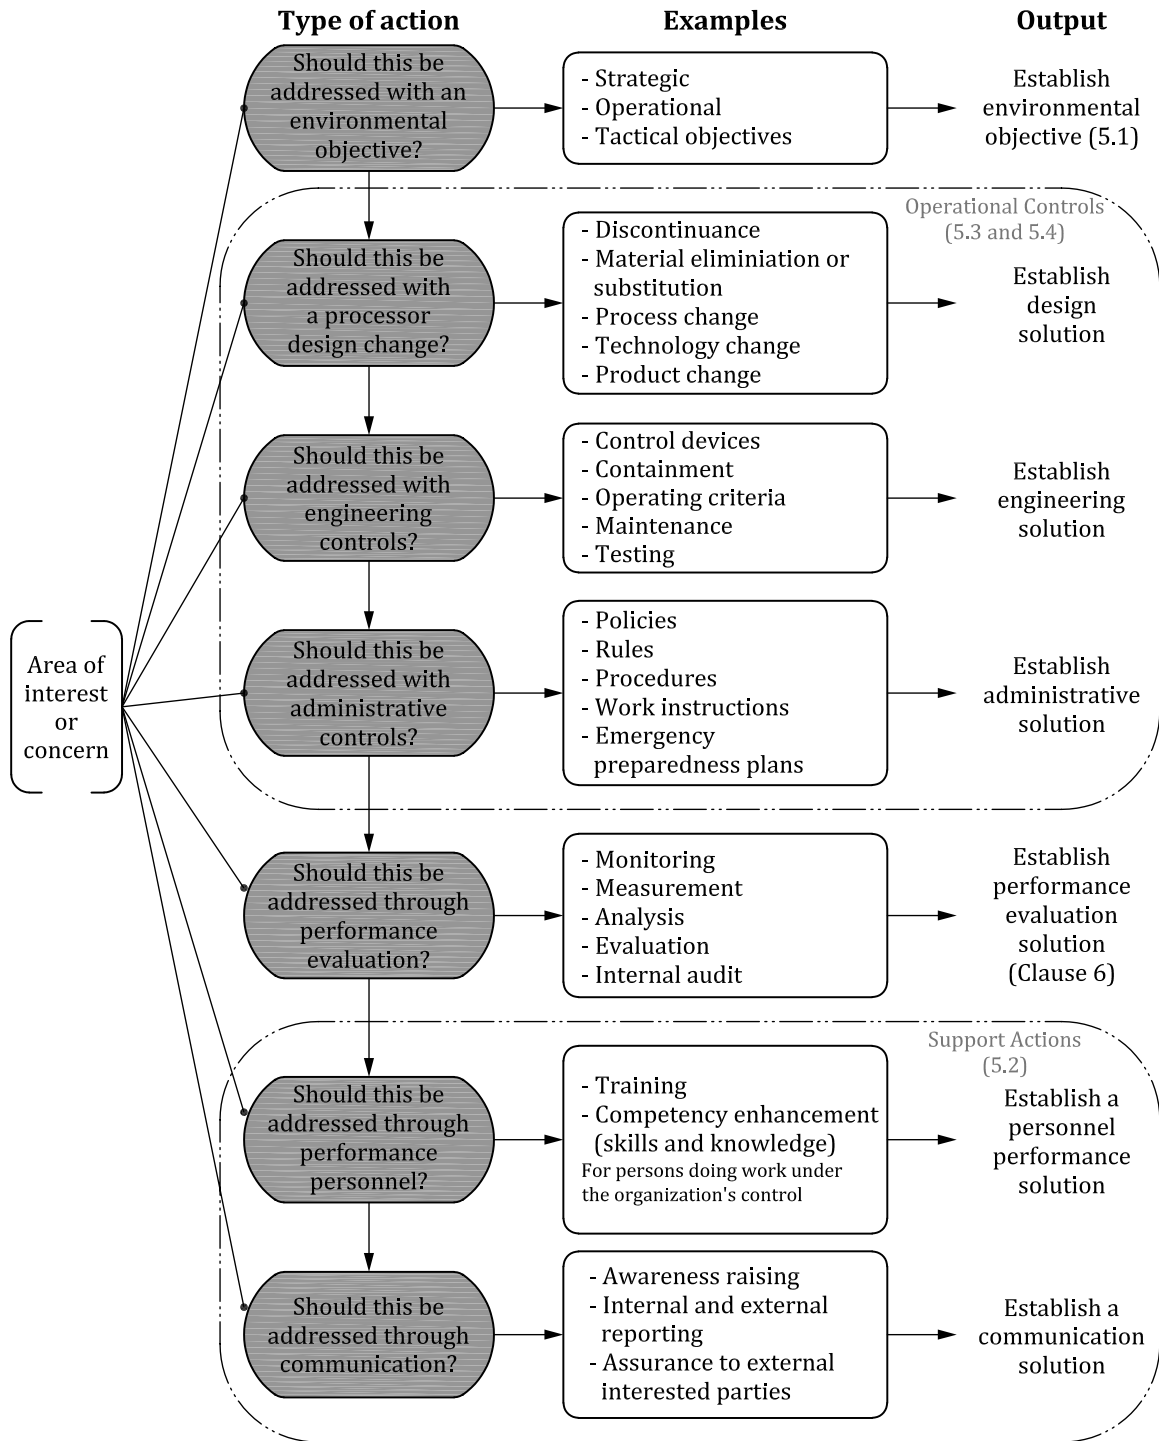 Type of action
Examples
Output
Should this be
addressed with an
environmental
objective?
- Strategic
- Operational
- Tactical objectives
Establish
environmental
objective (5.1)
Operational Controls
(5.3 and 5.4)
Should this be
addressed with
a processor
design change?
- Discontinuance
- Material eliminiation or
substitution
- Process change
- Technology change
- Product change
Establish
design
solution
Should this be
addressed with
engineering
controls?
- Control devices
- Containment
- Operating criteria
- Maintenance
- Testing
Establish
engineering
solution
Area of
interest
or
concern
Should this be
addressed with
administrative
controls?
- Policies
- Rules
- Procedures
- Work instructions
- Emergency
preparedness plans
Establish
administrative
solution
Should this be
addressed through
performance
evaluation?
- Monitoring
- Measurement
- Analysis
- Evaluation
- Internal audit
Establish
performance
evaluation
solution
(Clause 6)
Support Actions
(5.2)
Should this be
addressed through
performance
personnel?
- Training
- Competency enhancement
(skills and knowledge)
For persons doing work under
the organization's control
Establish a
personnel
performance
solution
Should this be
addressed through
communication?
- Awareness raising
- Internal and external
reporting
- Assurance to external
interested parties
Establish a
communication
solution